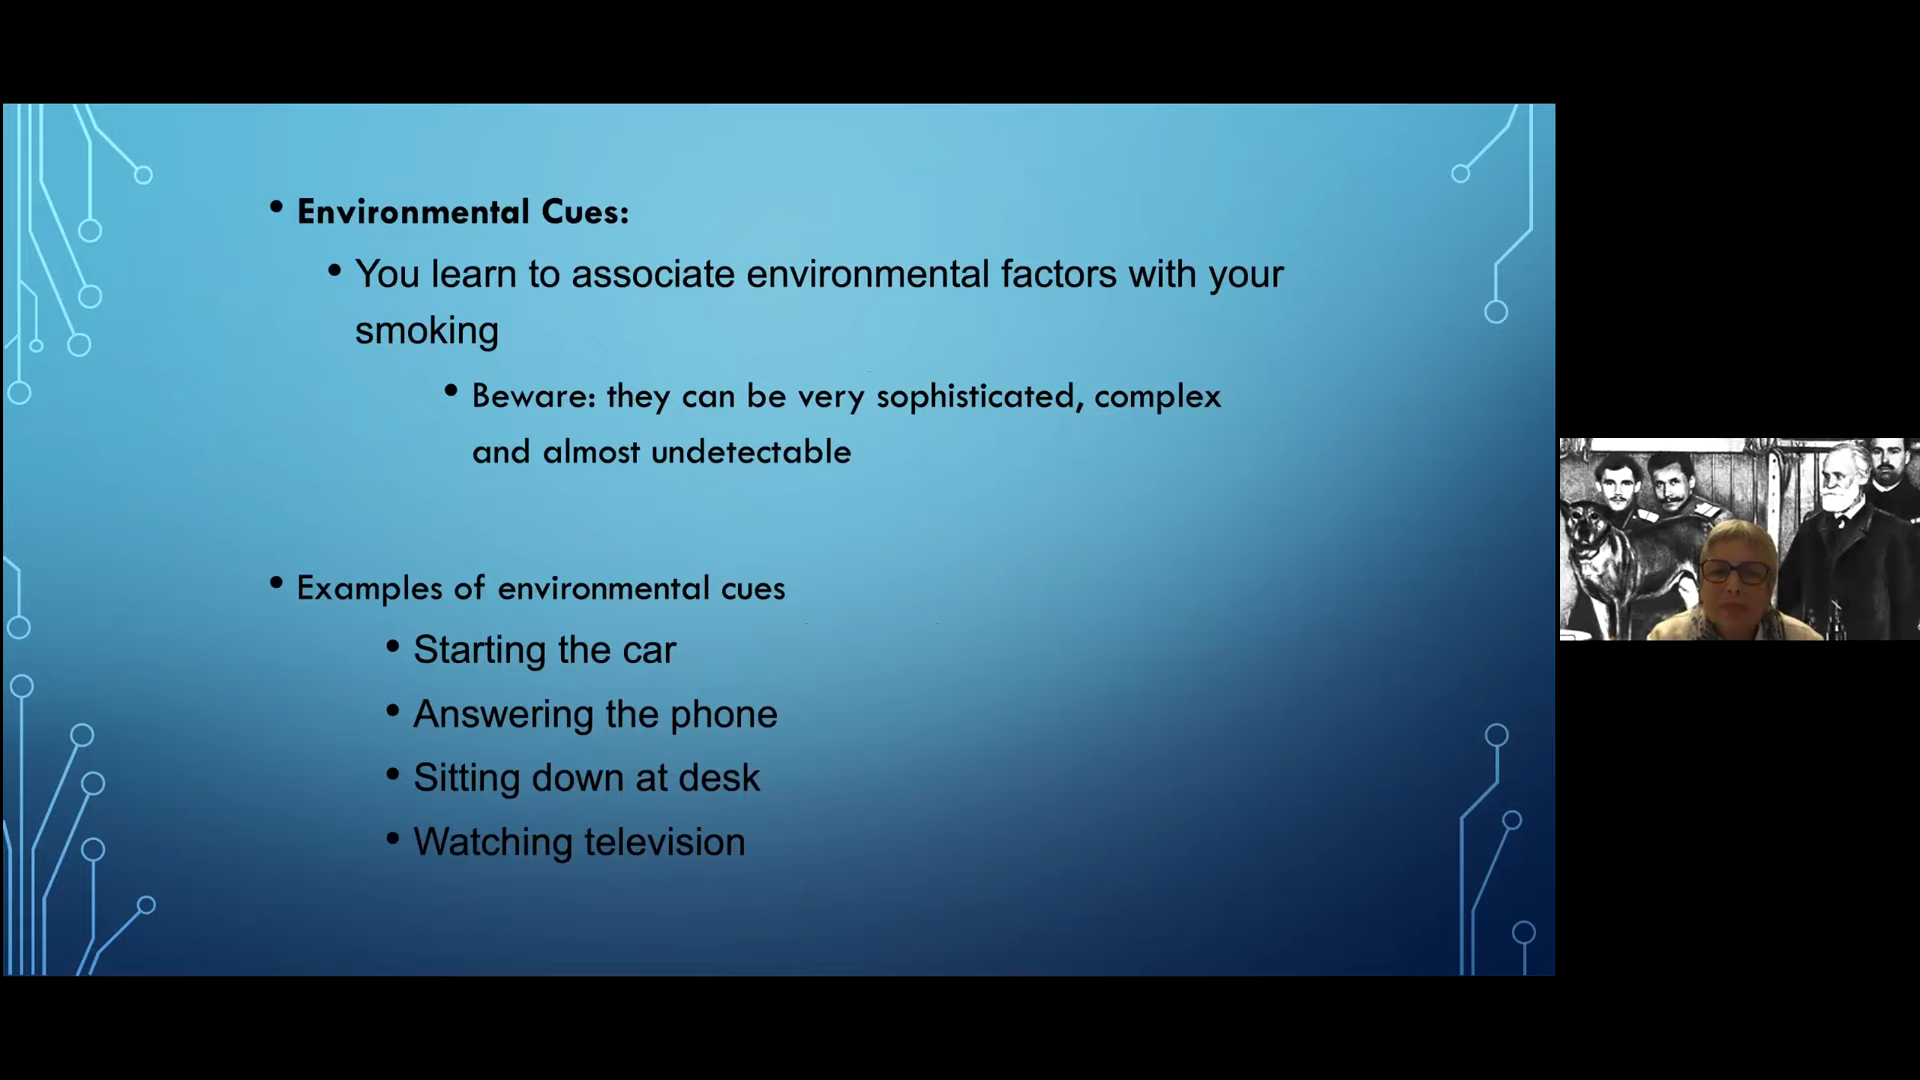 • Environmental Cues:
• You learn to associate environmental factors with your
smoking
• Beware: they can be very sophisticated, complex
and almost undetectable
• Examples of environmental cues
• Starting the car
• Answering the phone
• Sitting down at desk
• Watching television